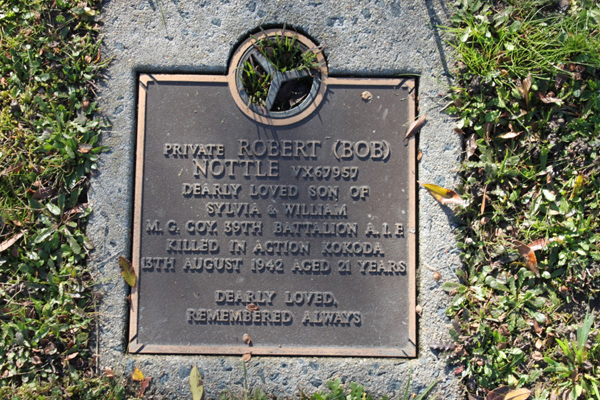 PRIVATE ROBERT (BOB)
NOTTLE VX67957
DEARLY LOVED SON OF
SYLVIA & WILLIAM
M. G. COY. 39TH BATTALION A.I.F.
KILLED IN ACTION KOKODA
13TH AUGUST 1942 AGED 21 YEARS
DEARLY LOVED,
REMEMBERED ALWAYS